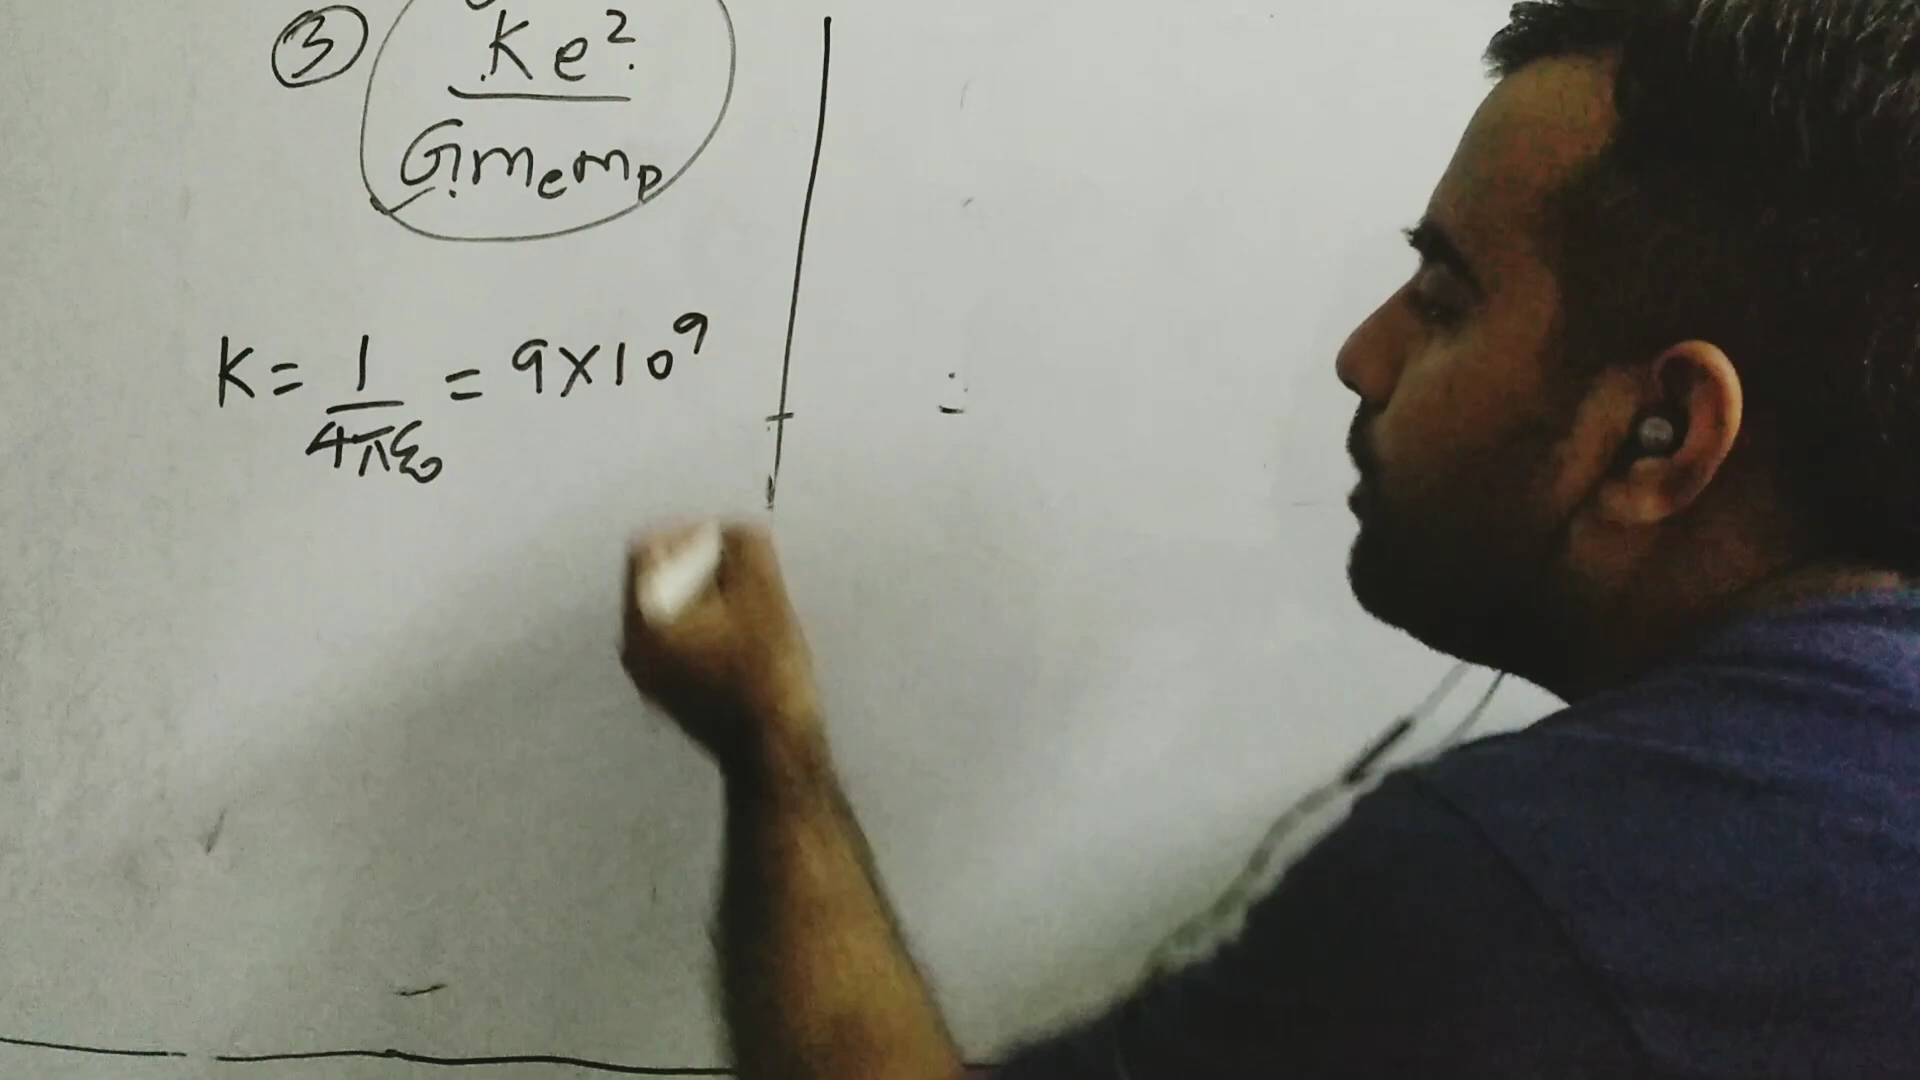 ③ Ke²
Gmₑmₚ
K = 1/4πε₀ = 9×10⁹